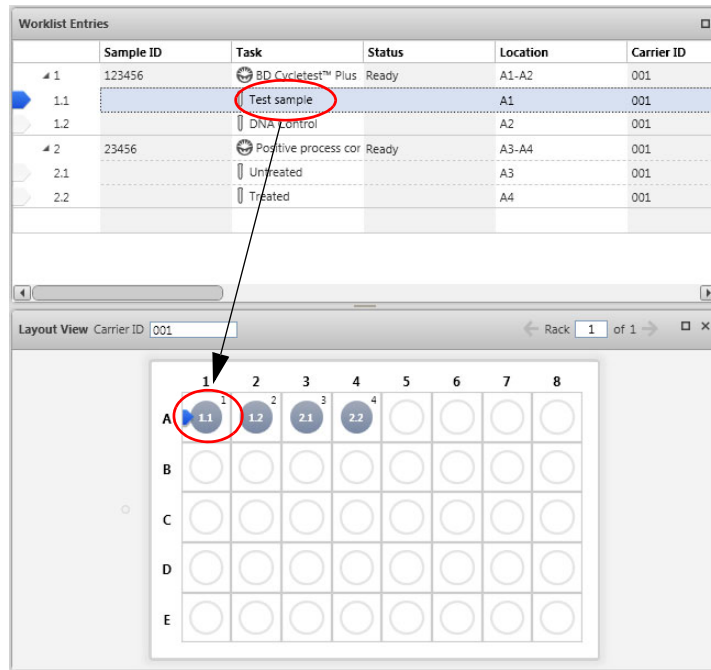 Worklist Entries
Sample ID Task Status Location Carrier ID
1 123456 BD Cycletest™ Plus Ready A1-A2 001
1.1 Test sample A1 001
1.2 DNA Control A2 001
2 23456 Positive process cor Ready A3-A4 001
2.1 Untreated A3 001
2.2 Treated A4 001
Layout View Carrier ID 001 Rack 1 of 1
1 2 3 4 5 6 7 8
1 2 3 4
A 1.1 1.2 2.1 2.2
B
C
D
E